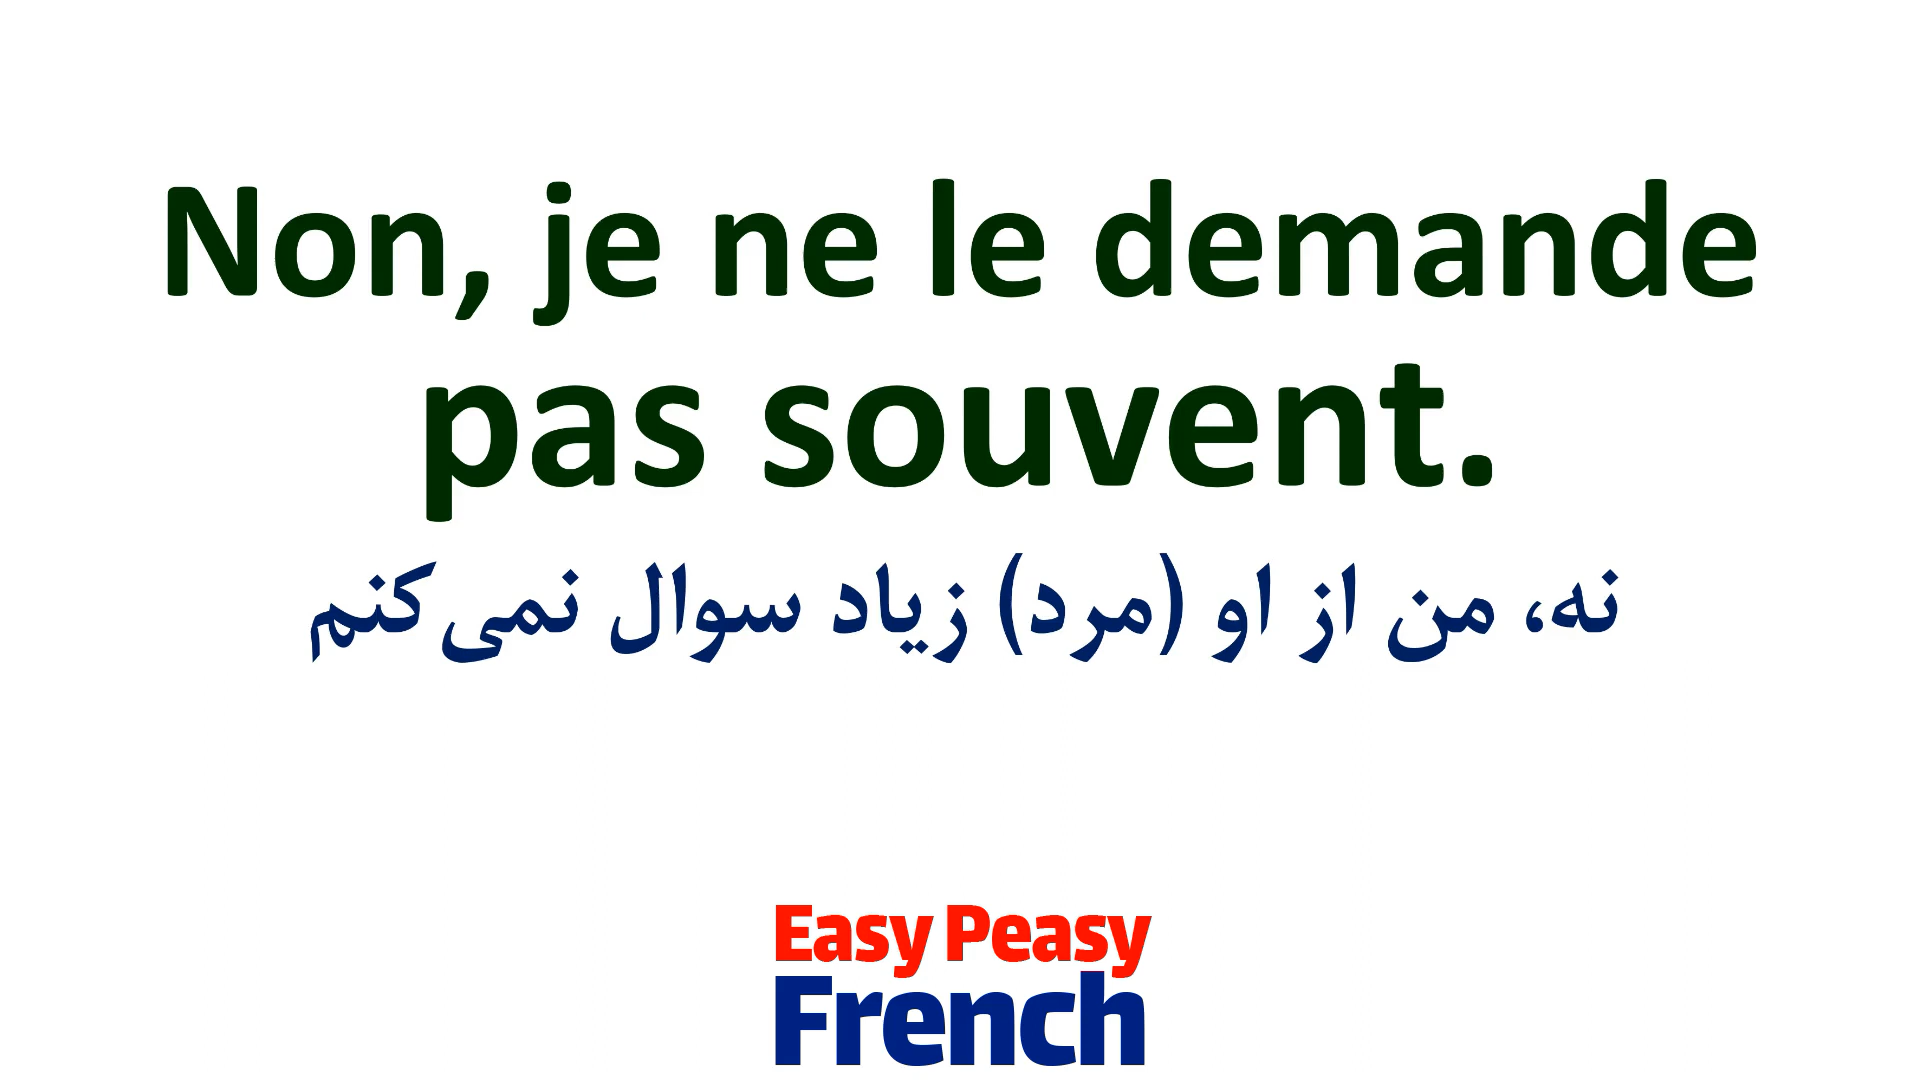 Non, je ne le demande
pas souvent.
نه، من از او (مرد) زیاد سوال نمی‌کنم
Easy Peasy
French